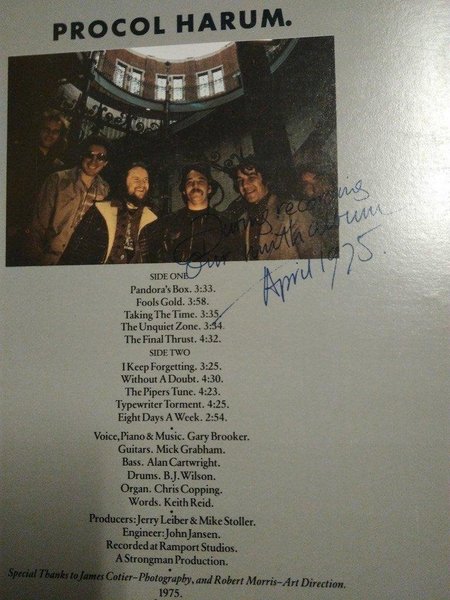 PROCOL HARUM.
During recording
Our ninth album
April 1975.
SIDE ONE
Pandora's Box. 3:33.
Fools Gold. 3:58.
Taking The Time. 3:35.
The Unquiet Zone. 3:34.
The Final Thrust. 4:32.
SIDE TWO
I Keep Forgetting. 3:25.
Without A Doubt. 4:30.
The Pipers Tune. 4:23.
Typewriter Torment. 4:25.
Eight Days A Week. 2:54.
Voice, Piano & Music. Gary Brooker.
Guitars. Mick Grabham.
Bass. Alan Cartwright.
Drums. B.J. Wilson.
Organ. Chris Copping.
Words. Keith Reid.
Producers: Jerry Leiber & Mike Stoller.
Engineer: John Jansen.
Recorded at Ramport Studios.
A Strongman Production.
Special Thanks to James Cotier–Photography, and Robert Morris–Art Direction.
1975.